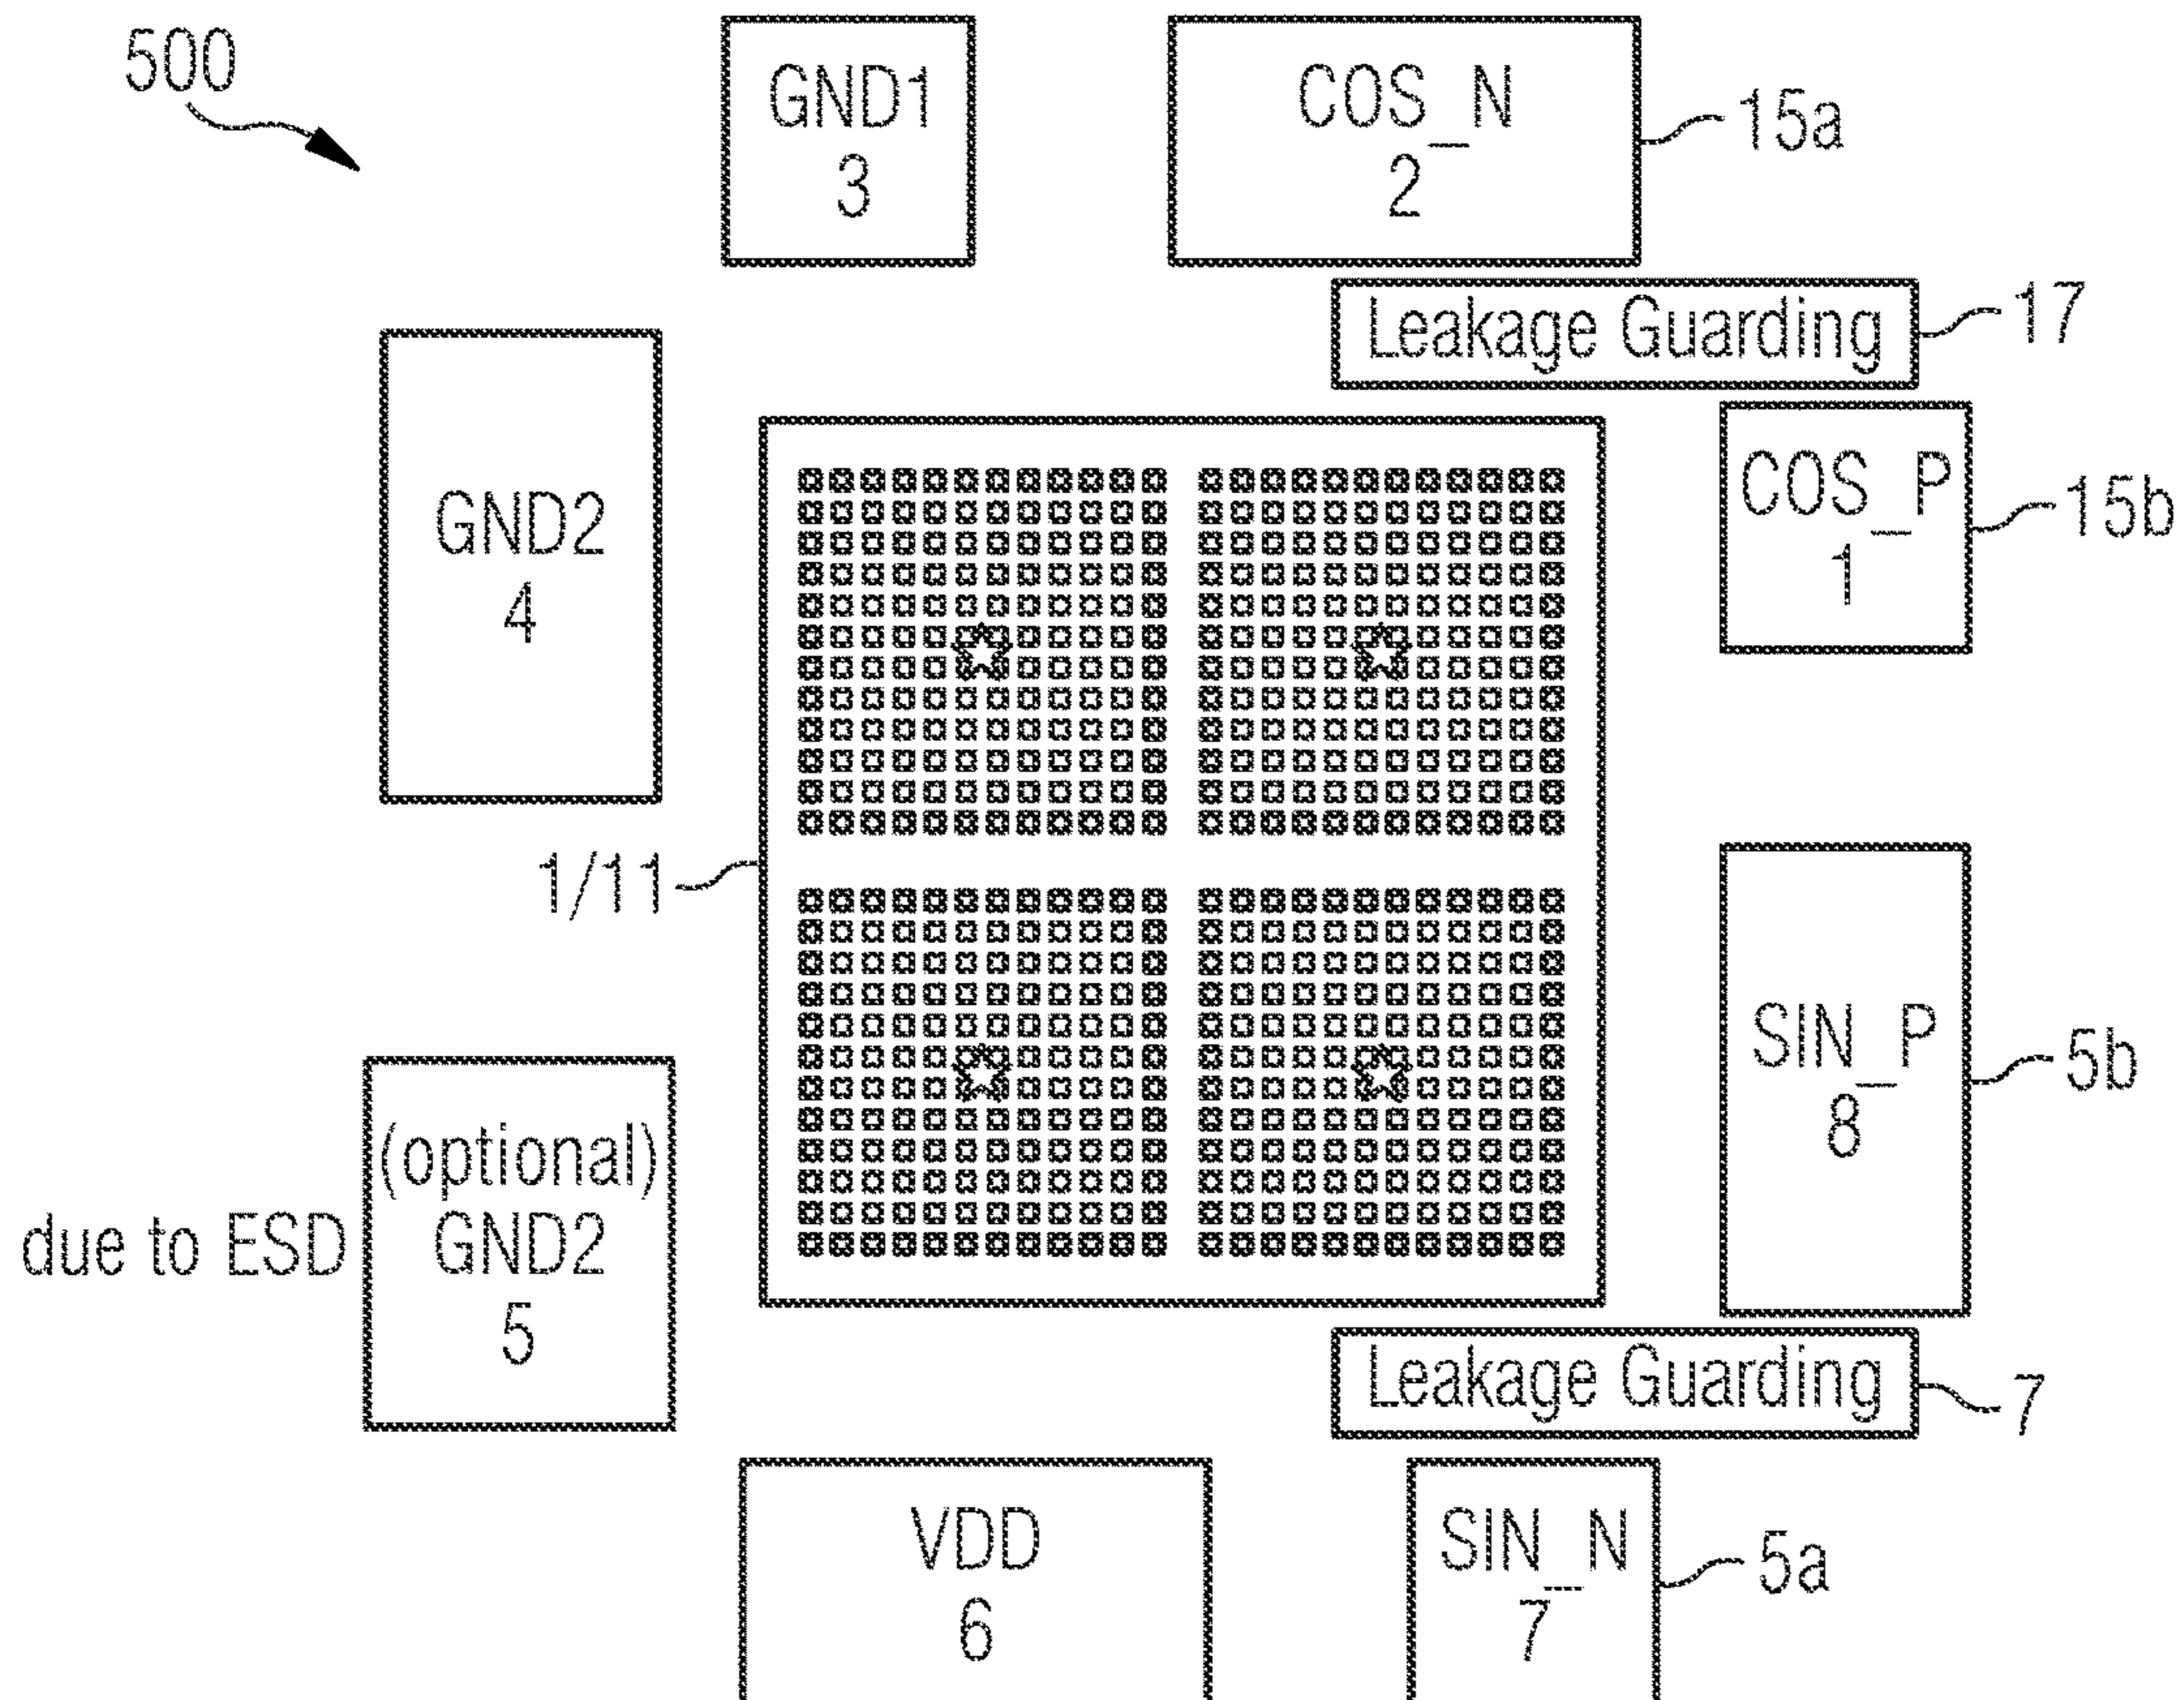 500
GND1
3
COS_N
2
15a
Leakage Guarding
17
GND2
4
COS_P
1
15b
1/11
SIN_P
8
5b
due to ESD
(optional)
GND2
5
Leakage Guarding
7
VDD
6
SIN_N
7
5a